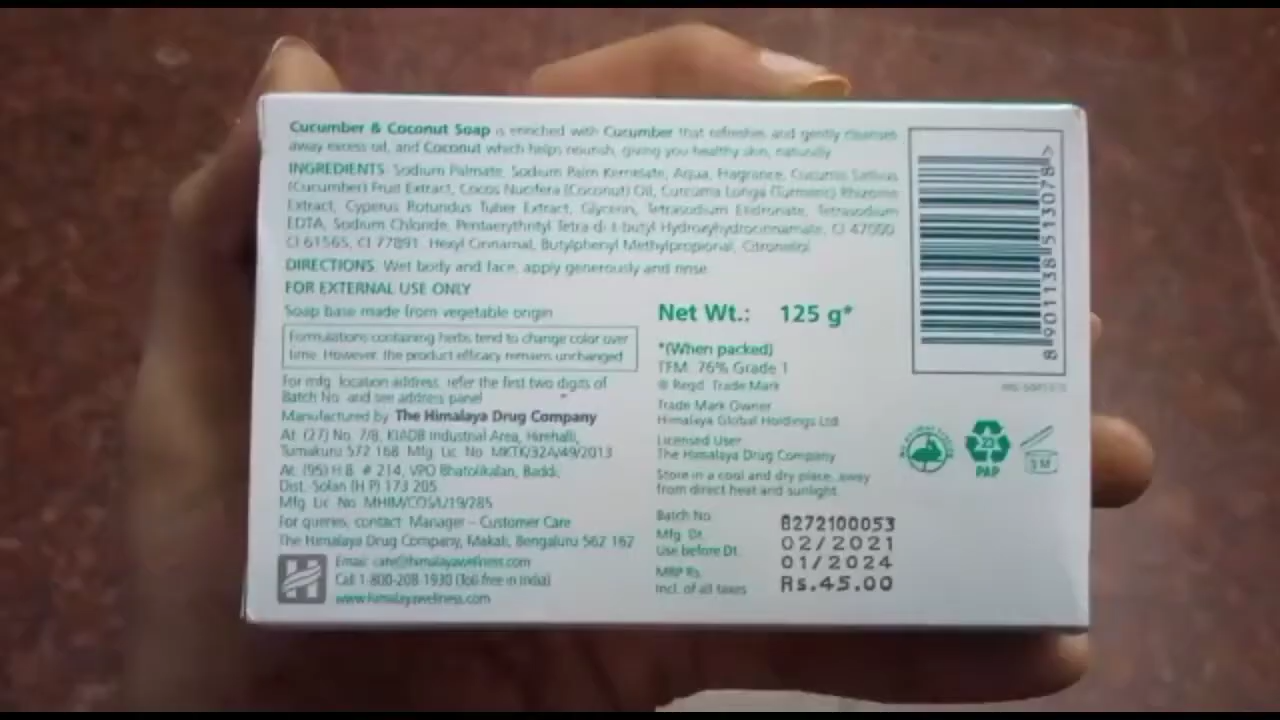 Cucumber & Coconut Soap is enriched with Cucumber that refreshes and gently cleanses
away excess oil, and Coconut which helps nourish, giving you healthy skin, naturally.
INGREDIENTS: Sodium Palmate, Sodium Palm Kernelate, Aqua, Fragrance, Cucumis Sativus
(Cucumber) Fruit Extract, Cocos Nucifera (Coconut) Oil, Curcuma Longa (Turmeric) Rhizome
Extract, Cyperus Rotundus Tuber Extract, Glycerin, Tetrasodium Etidronate, Tetrasodium
EDTA, Sodium Chloride, Pentaerythrityl Tetra-di-t-butyl Hydroxyhydrocinnamate, CI 47000,
CI 61565, CI 77891, Hexyl Cinnamal, Butylphenyl Methylpropional, Citronellol
DIRECTIONS: Wet body and face, apply generously and rinse.
FOR EXTERNAL USE ONLY
Soap base made from vegetable origin
Formulations containing herbs tend to change color over
time. However, the product efficacy remains unchanged
For mfg. location address, refer the first two digits of
Batch No. and see address panel
Manufactured by: The Himalaya Drug Company
At: (27) No. 7/B, KIADB Industrial Area, Hirehalli,
Tumakuru 572 168. Mfg. Lic. No. MKTK/32A/49/2013
At: (95) H.B. # 214, VPO Bhatolikalan, Baddi,
Dist. Solan (H.P) 173 205.
Mfg. Lic. No. MHIM/COS/L/19/285
For queries, contact: Manager – Customer Care
The Himalaya Drug Company, Makali, Bengaluru 562 162
Email: care@himalayawellness.com
Call 1-800-208-1930 (Toll free in India)
www.himalayawellness.com
Net Wt.: 125 g*
*(When packed)
TFM: 76% Grade 1
® Regd. Trade Mark
Trade Mark Owner
Himalaya Global Holdings Ltd.
Licensed User
The Himalaya Drug Company
Store in a cool and dry place, away
from direct heat and sunlight.
Batch No. B272100053
Mfg. Dt. 02/2021
Use before Dt. 01/2024
MRP Rs. Rs.45.00
Incl. of all taxes
8 901138 513078 >
23
PAP
3 M